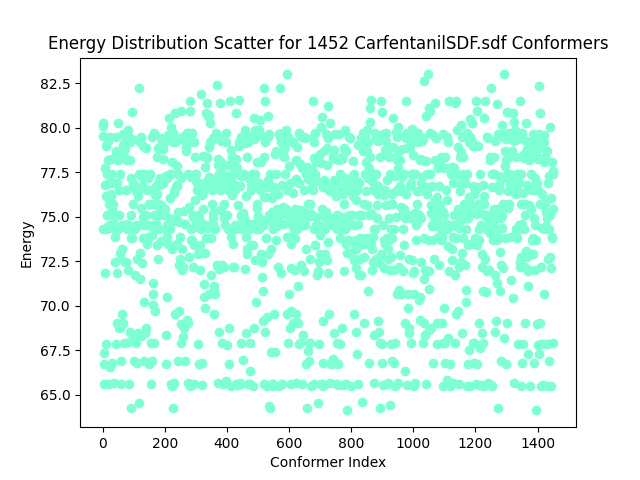 Energy Distribution Scatter for 1452 CarfentanilSDF.sdf Conformers
82.5
80.0
77.5
75.0
72.5
70.0
67.5
65.0
Energy
0 200 400 600 800 1000 1200 1400
Conformer Index